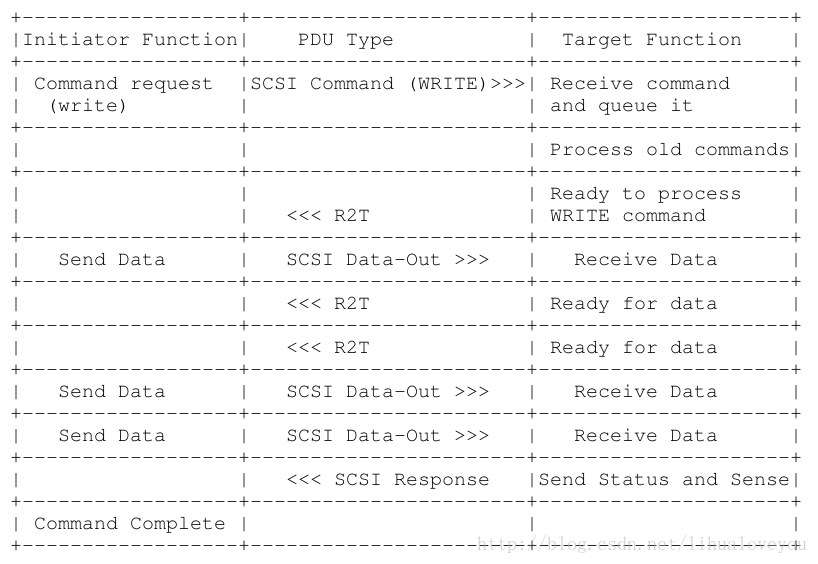 +------------------+-----------------------+---------------------+
|Initiator Function|    PDU Type           |  Target Function    |
+------------------+-----------------------+---------------------+
| Command request  |SCSI Command (WRITE)>>>| Receive command     |
|  (write)         |                       | and queue it        |
+------------------+-----------------------+---------------------+
|                  |                       | Process old commands|
+------------------+-----------------------+---------------------+
|                  |                       | Ready to process    |
|                  |   <<< R2T             | WRITE command       |
+------------------+-----------------------+---------------------+
|   Send Data      |   SCSI Data-Out >>>   |   Receive Data      |
+------------------+-----------------------+---------------------+
|                  |   <<< R2T             | Ready for data      |
+------------------+-----------------------+---------------------+
|                  |   <<< R2T             | Ready for data      |
+------------------+-----------------------+---------------------+
|   Send Data      |   SCSI Data-Out >>>   |   Receive Data      |
+------------------+-----------------------+---------------------+
|   Send Data      |   SCSI Data-Out >>>   |   Receive Data      |
+------------------+-----------------------+---------------------+
|                  |   <<< SCSI Response   |Send Status and Sense|
+------------------+-----------------------+---------------------+
| Command Complete |                       |                     |
+------------------+-----------------------+---------------------+
http://blog.csdn.net/lihualoveyou